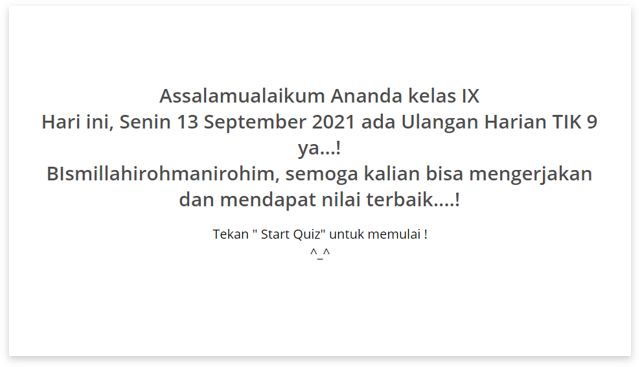 Assalamualaikum Ananda kelas IX
Hari ini, Senin 13 September 2021 ada Ulangan Harian TIK 9
ya...!
BIsmillahirohmanirohim, semoga kalian bisa mengerjakan
dan mendapat nilai terbaik....!
Tekan " Start Quiz" untuk memulai !
^_^